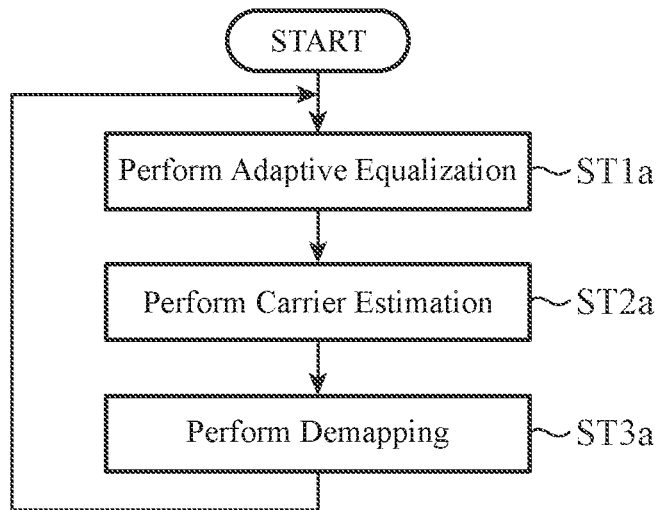 START
Perform Adaptive Equalization
ST1a
Perform Carrier Estimation
ST2a
Perform Demapping
ST3a